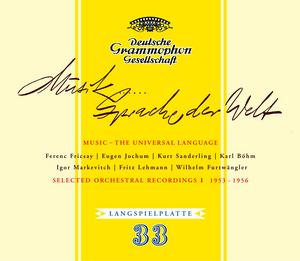 Deutsche
Grammophon
Gesellschaft
Musik...
Sprache der Welt
MUSIC – THE UNIVERSAL LANGUAGE
Ferenc Fricsay | Eugen Jochum | Kurt Sanderling | Karl Böhm
Igor Markevitch | Fritz Lehmann | Wilhelm Furtwängler
SELECTED ORCHESTRAL RECORDINGS I 1953 – 1956
LANGSPIELPLATTE
33